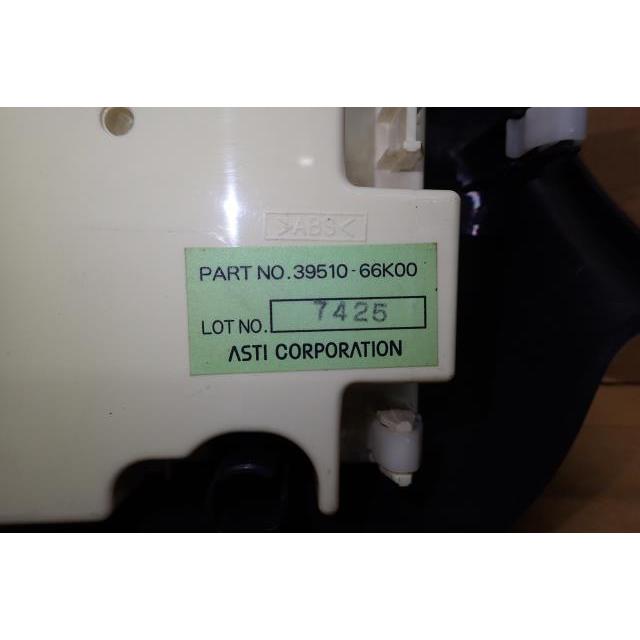 >ABS<
PART NO. 39510-66K00
LOT NO. 7425
ASTI CORPORATION